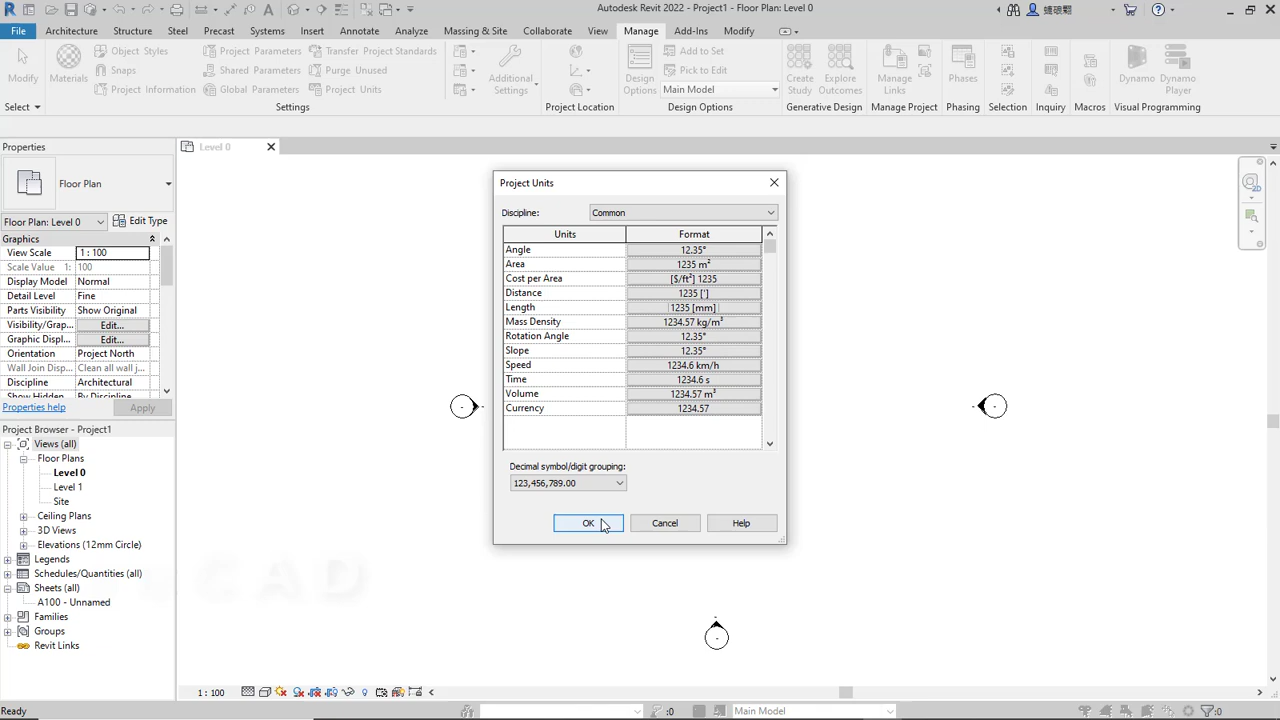 Autodesk Revit 2022 - Project1 - Floor Plan: Level 0
File Architecture Structure Steel Precast Systems Insert Annotate Analyze Massing & Site Collaborate View Manage Add-Ins Modify
Modify
Materials
Object Styles
Snaps
Project Information
Project Parameters
Shared Parameters
Global Parameters
Transfer Project Standards
Purge Unused
Project Units
Additional
Settings
Design
Options
Add to Set
Pick to Edit
Main Model
Create
Study
Explore
Outcomes
Manage
Links
Phases
Dynamo
Dynamo
Player
Select Settings Project Location Design Options Generative Design Manage Project Phasing Selection Inquiry Macros Visual Programming
Properties
Level 0
Floor Plan
Floor Plan: Level 0
Edit Type
Graphics
View Scale 1 : 100
Scale Value 1: 100
Display Model Normal
Detail Level Fine
Parts Visibility Show Original
Visibility/Grap... Edit...
Graphic Displ... Edit...
Orientation Project North
Wall Join Disp... Clean all wall j...
Discipline Architectural
Show Hidden By Discipline
Properties help
Apply
Project Browser - Project1
Views (all)
Floor Plans
Level 0
Level 1
Site
Ceiling Plans
3D Views
Elevations (12mm Circle)
Legends
Schedules/Quantities (all)
Sheets (all)
A100 - Unnamed
Families
Groups
Revit Links
Project Units
Discipline: Common
Units Format
Angle 12.35°
Area 1235 m²
Cost per Area [$/ft²] 1235
Distance 1235 [']
Length 1235 [mm]
Mass Density 1234.57 kg/m³
Rotation Angle 12.35°
Slope 12.35°
Speed 1234.6 km/h
Time 1234.6 s
Volume 1234.57 m³
Currency 1234.57
Decimal symbol/digit grouping:
123,456,789.00
OK Cancel Help
2D
CAD
1 : 100
Ready
:0
Main Model
:0